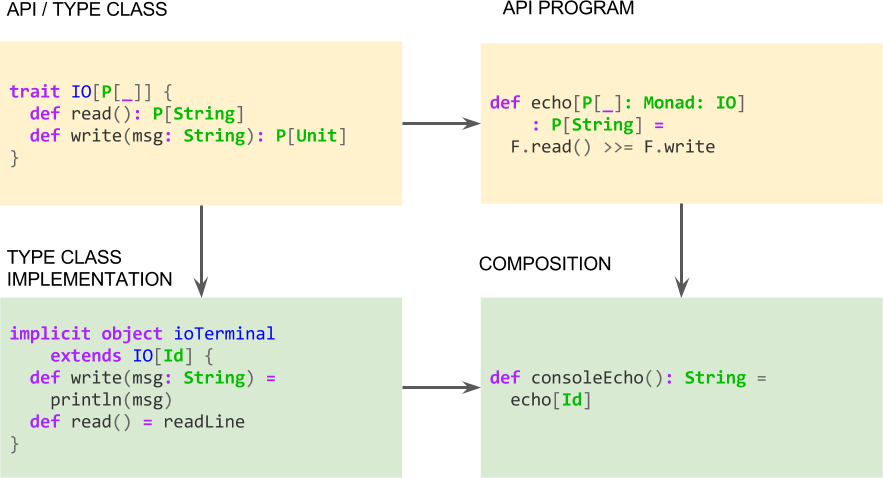 API / TYPE CLASS
trait IO[P[_]] {
  def read(): P[String]
  def write(msg: String): P[Unit]
}
API PROGRAM
def echo[P[_]: Monad: IO]
    : P[String] =
  F.read() >>= F.write
TYPE CLASS
IMPLEMENTATION
implicit object ioTerminal
    extends IO[Id] {
  def write(msg: String) =
    println(msg)
  def read() = readLine
}
COMPOSITION
def consoleEcho(): String =
  echo[Id]